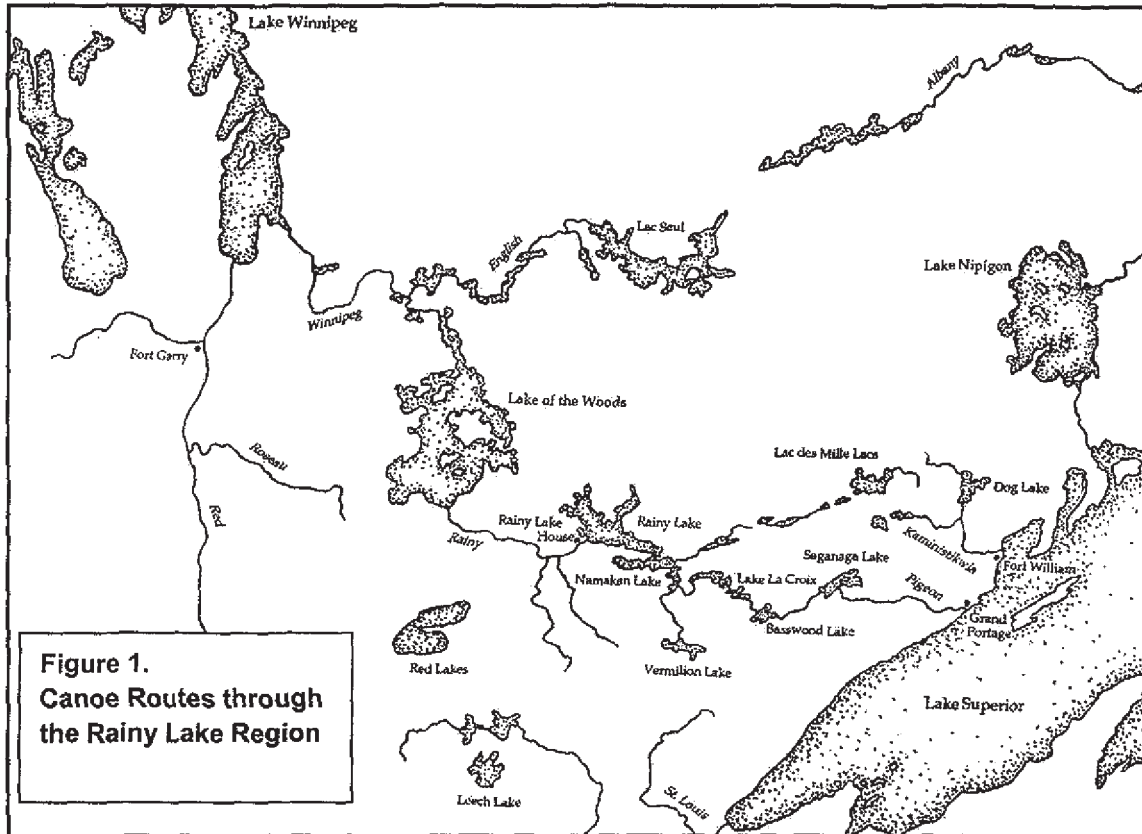 Lake Winnipeg
Albany
Lac Seul
English
Lake Nipigon
Winnipeg
Fort Garry
Lake of the Woods
Roseau
Red
Lac des Mille Lacs
Dog Lake
Rainy Lake
House
Rainy Lake
Rainy
Kaministikwia
Saganaga Lake
Fort William
Namakan Lake
Lake La Croix
Pigeon
Grand
Portage
Basswood Lake
Red Lakes
Vermilion Lake
Lake Superior
Figure 1.
Canoe Routes through
the Rainy Lake Region
Leech Lake
St. Louis